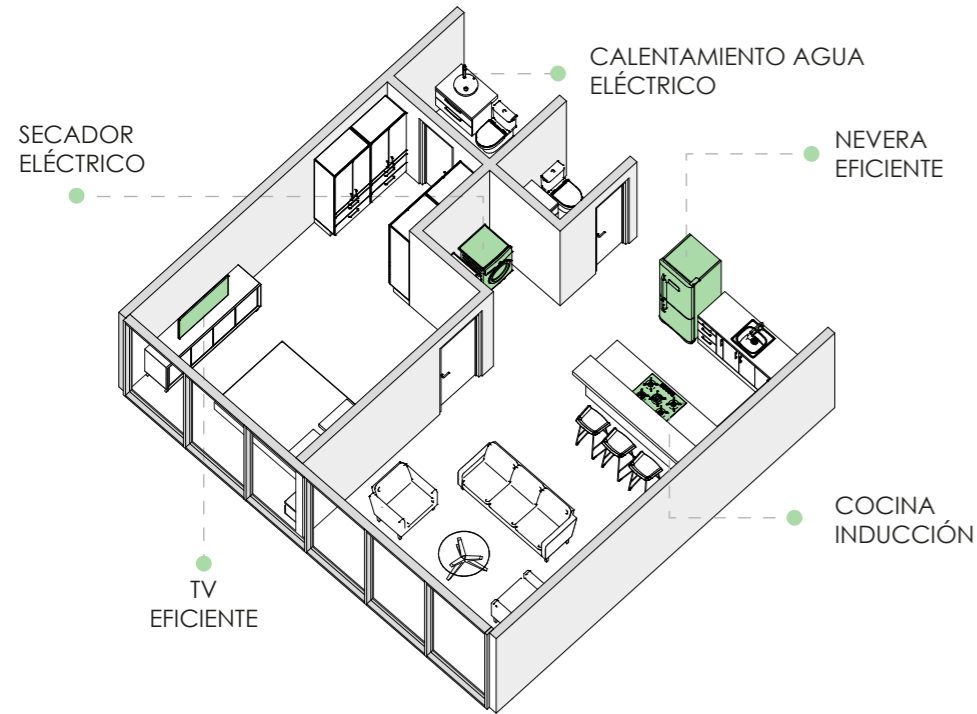 CALENTAMIENTO AGUA
ELÉCTRICO
SECADOR
ELÉCTRICO
NEVERA
EFICIENTE
COCINA
INDUCCIÓN
TV
EFICIENTE